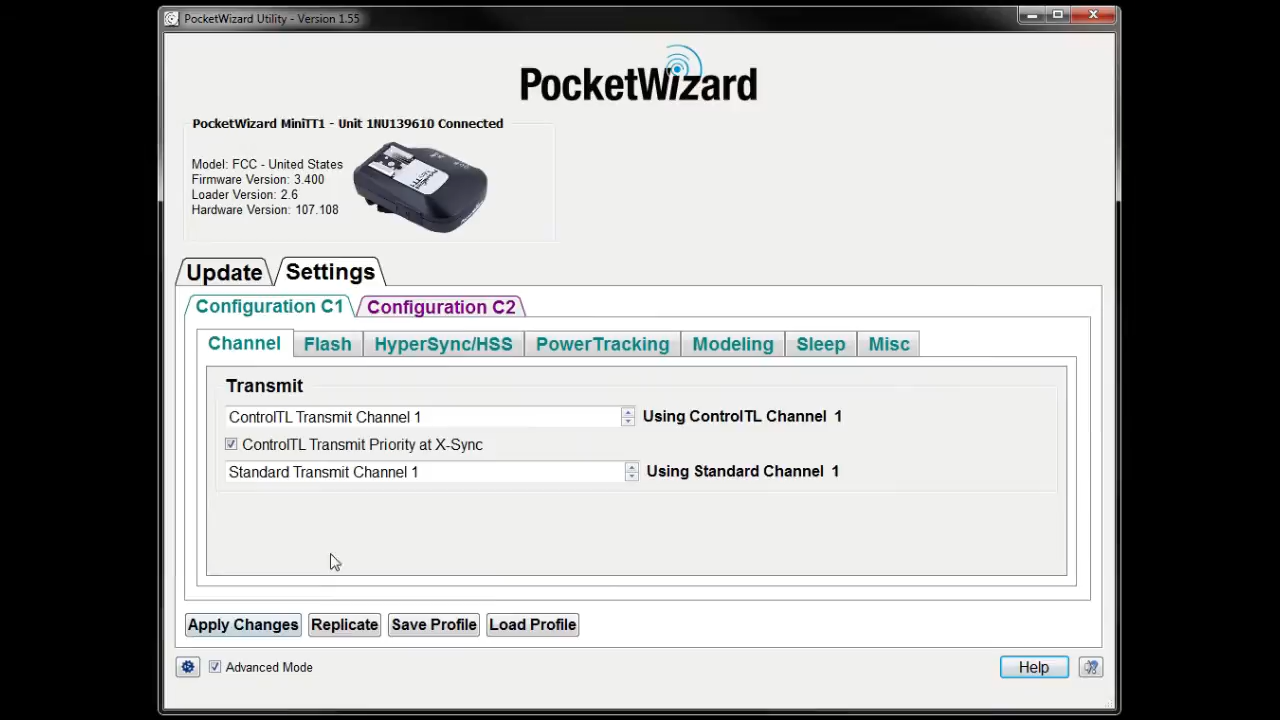 PocketWizard Utility - Version 1.55
PocketWizard
PocketWizard MiniTT1 - Unit 1NU139610 Connected
Model: FCC - United States
Firmware Version: 3.400
Loader Version: 2.6
Hardware Version: 107.108
Update Settings
Configuration C1 Configuration C2
Channel Flash HyperSync/HSS PowerTracking Modeling Sleep Misc
Transmit
ControlTL Transmit Channel 1 Using ControlTL Channel 1
ControlTL Transmit Priority at X-Sync
Standard Transmit Channel 1 Using Standard Channel 1
Apply Changes Replicate Save Profile Load Profile
Advanced Mode Help